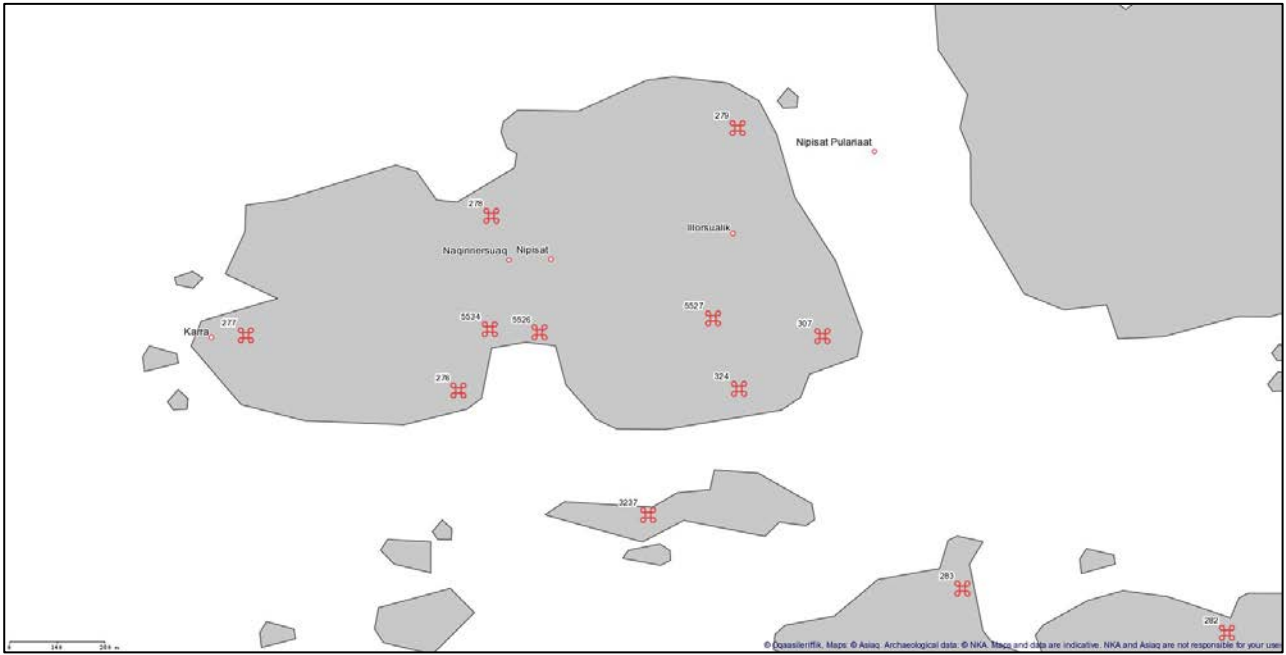 279
Nipisat Pulariaat
278
Illorsualik
Naqinnersuaq Nipisat
5527
277
5524
5526
307
Karra
276
324
3237
283
282
0
200 m
© Oqaasileriffik, Maps: © Asiaq, Archaeological data: © NKA, Maps and data are indicative. NKA and Asiaq are not responsible for your use